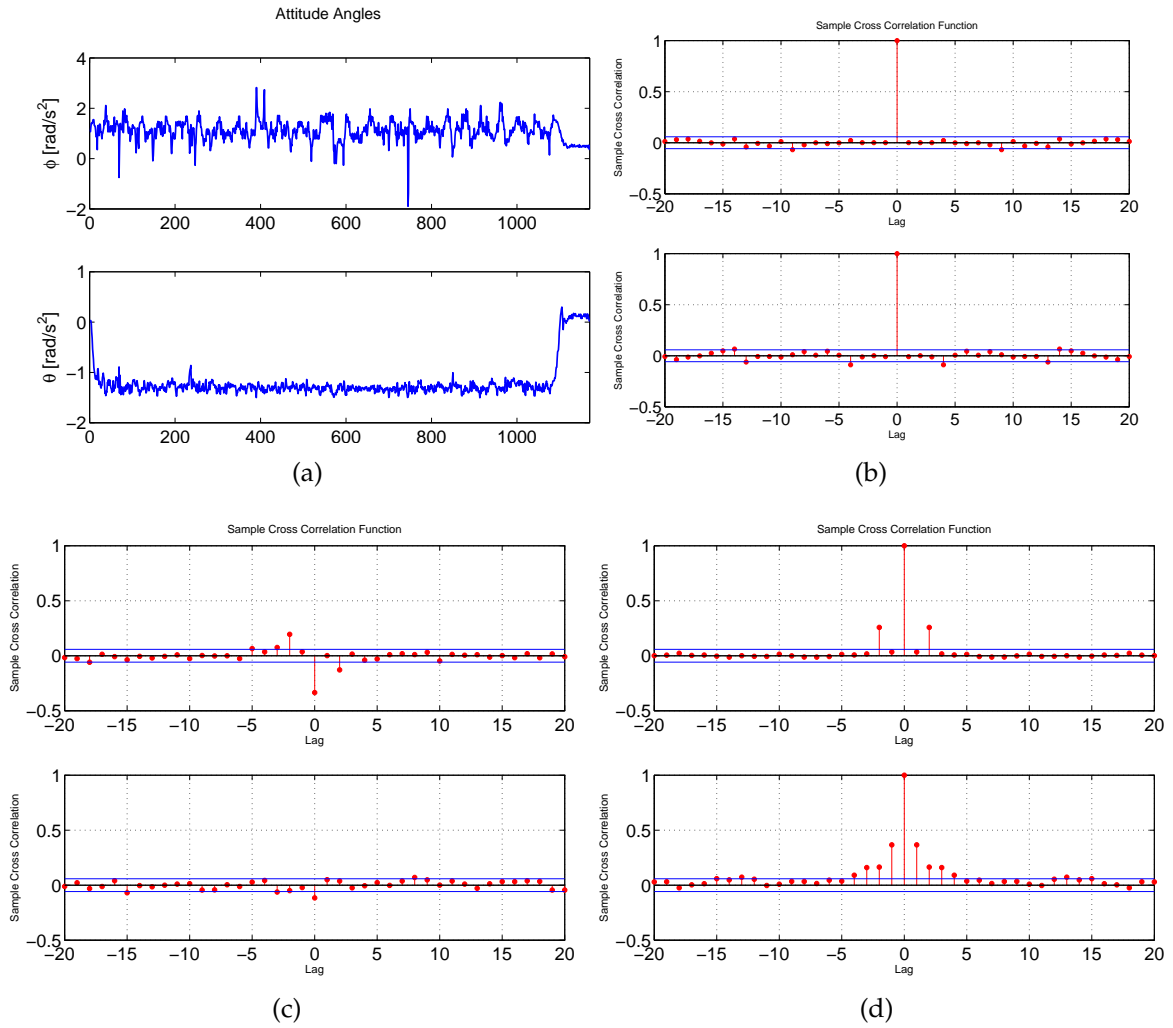 Attitude Angles
ϕ [rad/s²]
4
2
0
−2
0 200 400 600 800 1000
θ [rad/s²]
1
0
−1
−2
0 200 400 600 800 1000
(a)
Sample Cross Correlation Function
Sample Cross Correlation
1
0.5
0
−0.5
−20 −15 −10 −5 0 5 10 15 20
Lag
Sample Cross Correlation
1
0.5
0
−0.5
−20 −15 −10 −5 0 5 10 15 20
Lag
(b)
Sample Cross Correlation Function
Sample Cross Correlation
1
0.5
0
−0.5
−20 −15 −10 −5 0 5 10 15 20
Lag
Sample Cross Correlation
1
0.5
0
−0.5
−20 −15 −10 −5 0 5 10 15 20
Lag
(c)
Sample Cross Correlation Function
Sample Cross Correlation
1
0.5
0
−0.5
−20 −15 −10 −5 0 5 10 15 20
Lag
Sample Cross Correlation
1
0.5
0
−0.5
−20 −15 −10 −5 0 5 10 15 20
Lag
(d)